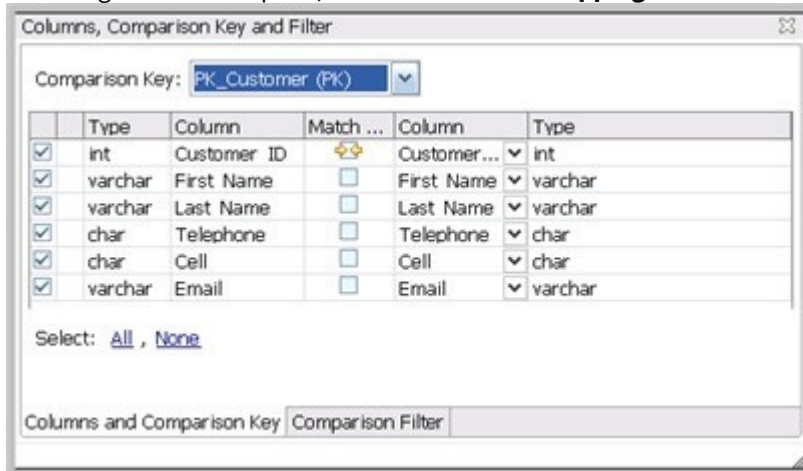 pping
Columns, Comparison Key and Filter
Comparison Key: PK_Customer (PK)
Type Column Match ... Column Type
int Customer ID Customer... int
varchar First Name First Name varchar
varchar Last Name Last Name varchar
char Telephone Telephone char
char Cell Cell char
varchar Email Email varchar
Select: All , None
Columns and Comparison Key Comparison Filter